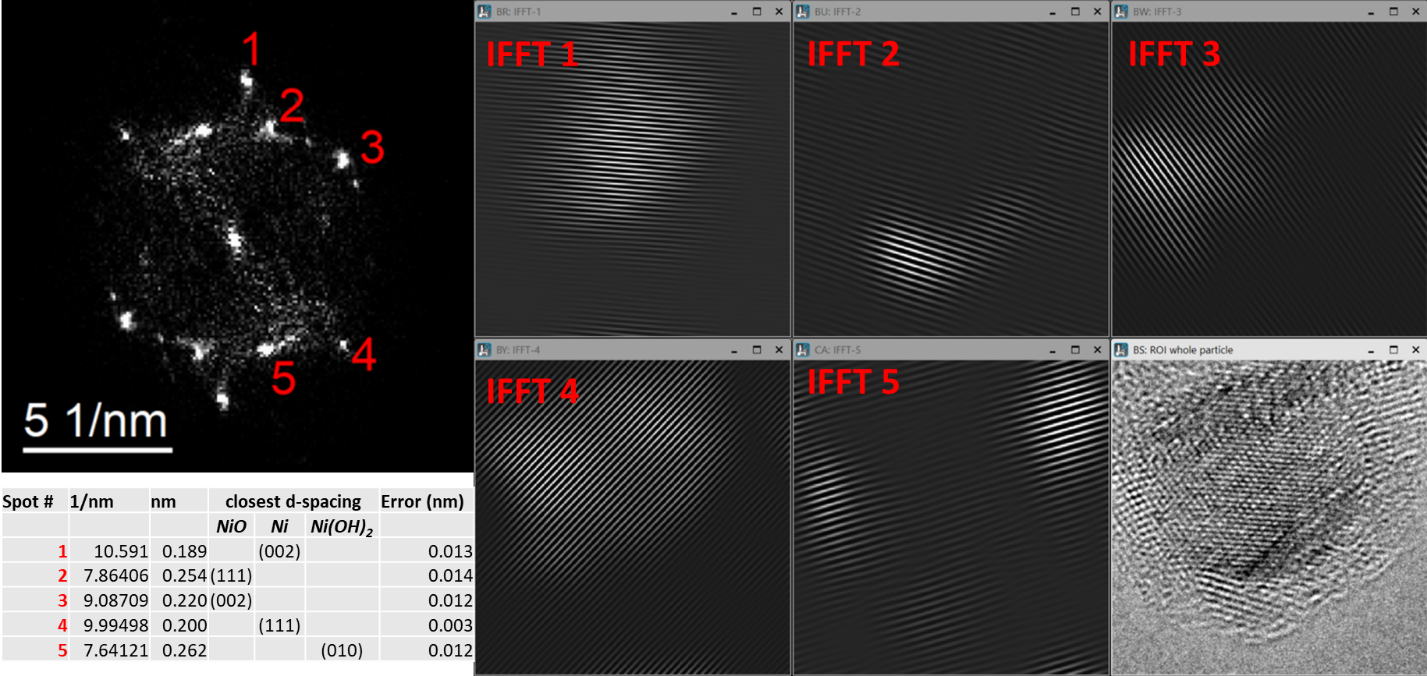 1
2
3
4
5
5 1/nm
BR: IFFT-1
IFFT 1
BU: IFFT-2
IFFT 2
BW: IFFT-3
IFFT 3
BY: IFFT-4
IFFT 4
CA: IFFT-5
IFFT 5
BS: ROI whole particle
Spot # 1/nm nm closest d-spacing Error (nm)
NiO Ni Ni(OH)2
1 10.591 0.189 (002) 0.013
2 7.86406 0.254 (111) 0.014
3 9.08709 0.220 (002) 0.012
4 9.99498 0.200 (111) 0.003
5 7.64121 0.262 (010) 0.012